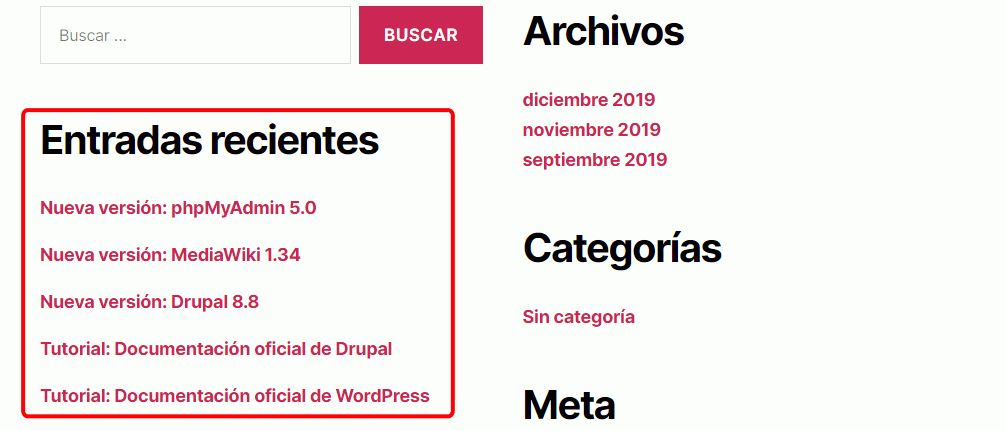 Buscar ...
BUSCAR
Entradas recientes
Nueva versión: phpMyAdmin 5.0
Nueva versión: MediaWiki 1.34
Nueva versión: Drupal 8.8
Tutorial: Documentación oficial de Drupal
Tutorial: Documentación oficial de WordPress
Archivos
diciembre 2019
noviembre 2019
septiembre 2019
Categorías
Sin categoría
Meta